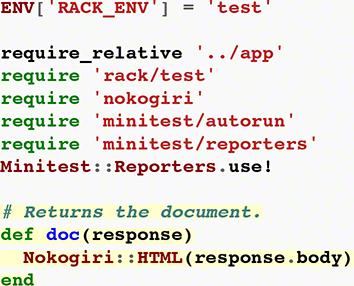 ENV['RACK_ENV'] = 'test'

require_relative '../app'
require 'rack/test'
require 'nokogiri'
require 'minitest/autorun'
require 'minitest/reporters'
Minitest::Reporters.use!

# Returns the document.
def doc(response)
  Nokogiri::HTML(response.body)
end